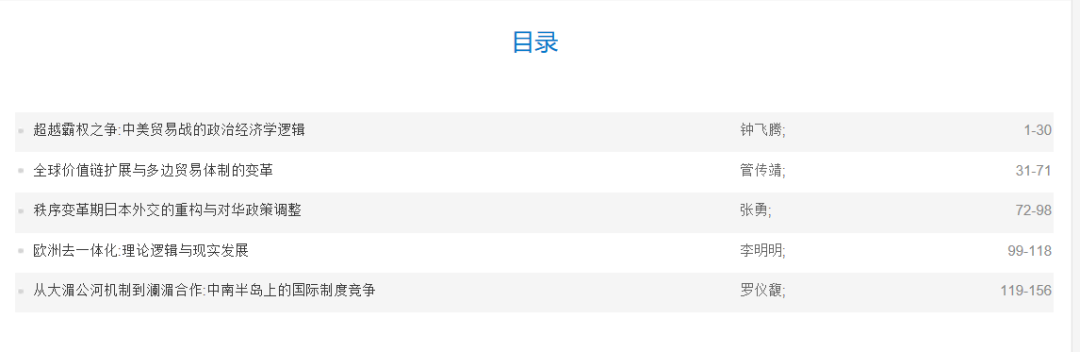 目录
超越霸权之争:中美贸易战的政治经济学逻辑 钟飞腾; 1-30
全球价值链扩展与多边贸易体制的变革 管传靖; 31-71
秩序变革期日本外交的重构与对华政策调整 张勇; 72-98
欧洲去一体化:理论逻辑与现实发展 李明明; 99-118
从大湄公河机制到澜湄合作:中南半岛上的国际制度竞争 罗仪馥; 119-156